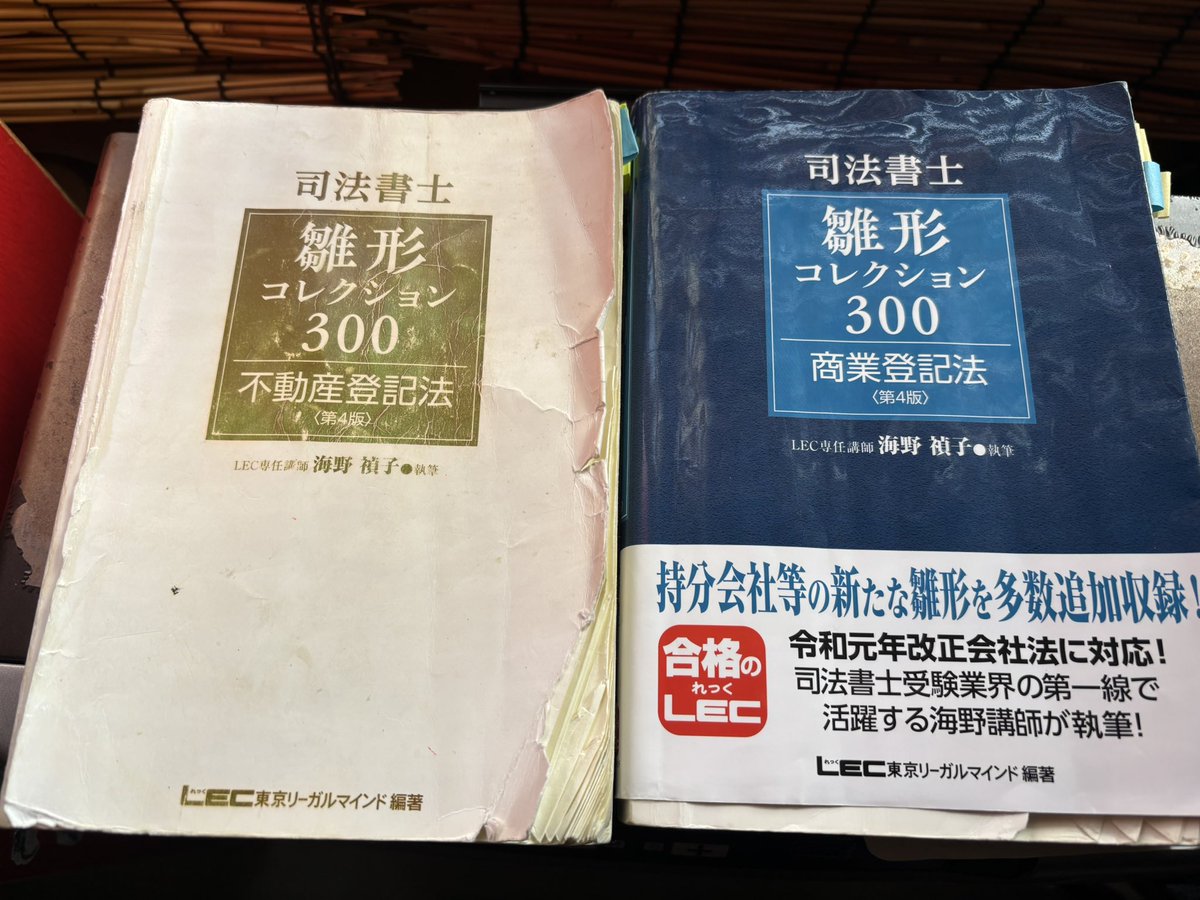 司法書士
雛形
コレクション
300
不動産登記法
〈第4版〉
LEC専任講師 海野 禎子●執筆
れっく
LEC東京リーガルマインド 編著
司法書士
雛形
コレクション
300
商業登記法
〈第4版〉
LEC専任講師 海野 禎子●執筆
持分会社等の新たな雛形を多数追加収録!
合格の
れっく
LEC
令和元年改正会社法に対応!
司法書士受験業界の第一線で
活躍する海野講師が執筆!
れっく
LEC東京リーガルマインド 編著